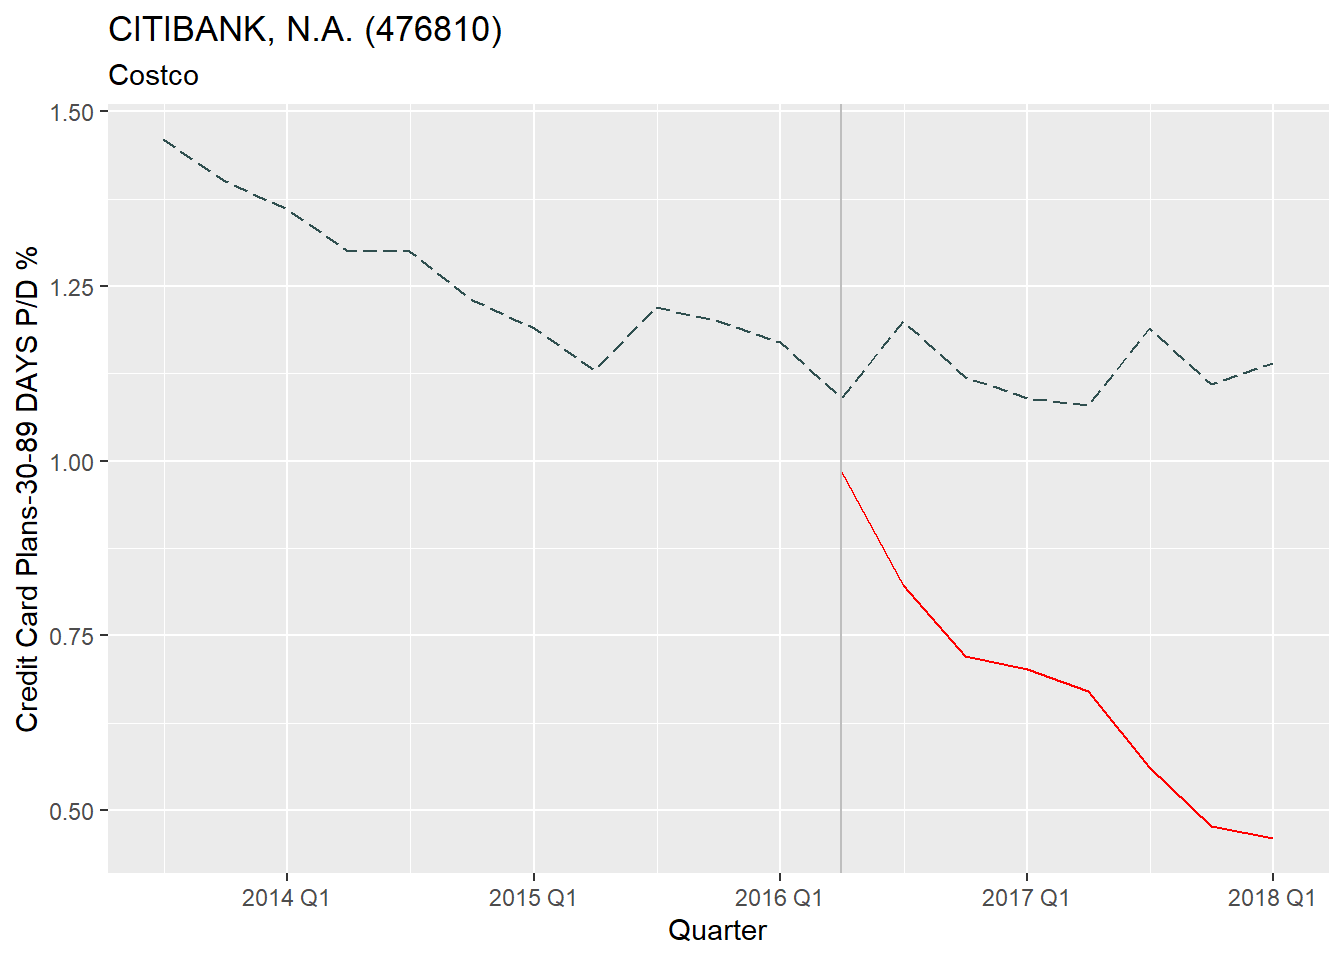 CITIBANK, N.A. (476810)
Costco
Credit Card Plans-30-89 DAYS P/D %
1.50
1.25
1.00
0.75
0.50
2014 Q1 2015 Q1 2016 Q1 2017 Q1 2018 Q1
Quarter